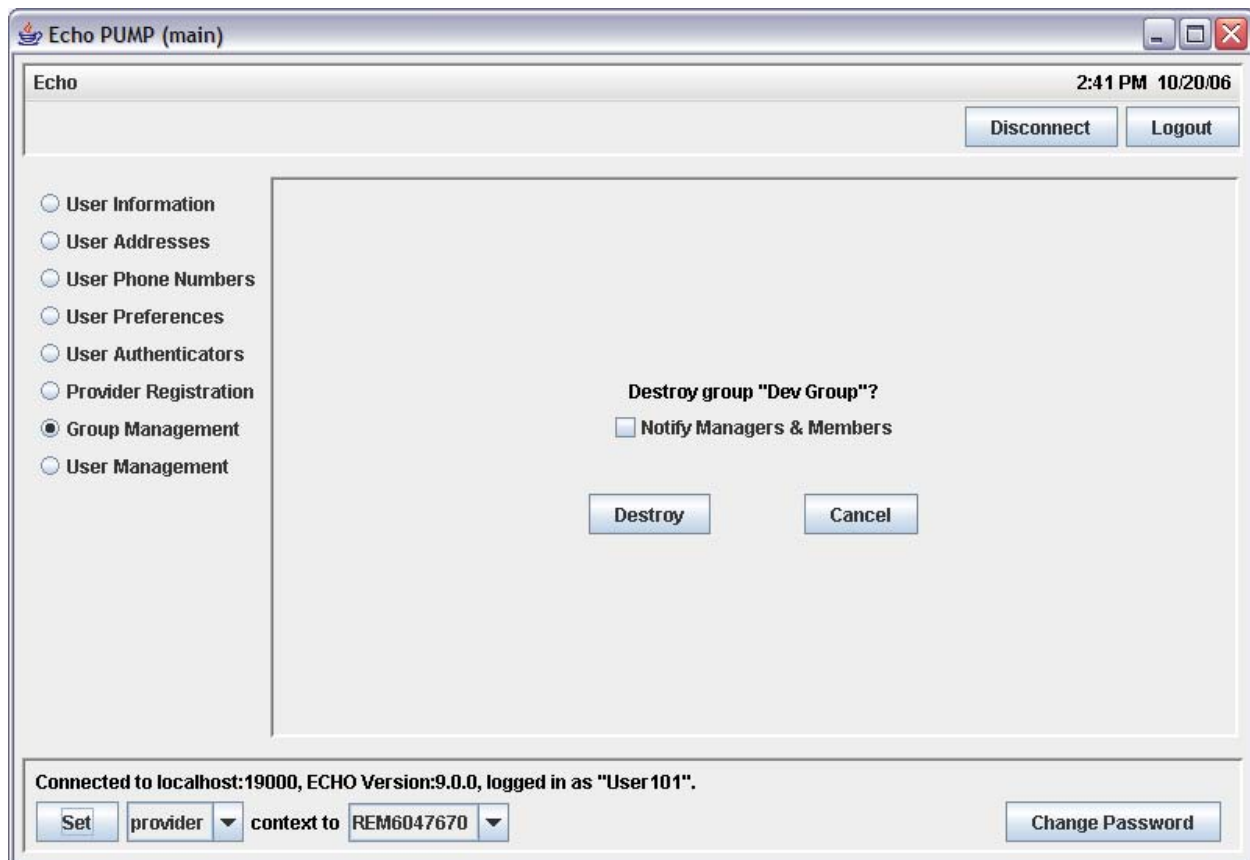 Echo PUMP (main)
Echo
2:41 PM 10/20/06
Disconnect
Logout
User Information
User Addresses
User Phone Numbers
User Preferences
User Authenticators
Provider Registration
Group Management
User Management
Destroy group "Dev Group"?
Notify Managers & Members
Destroy
Cancel
Connected to localhost:19000, ECHO Version:9.0.0, logged in as "User101".
Set provider context to REM6047670
Change Password